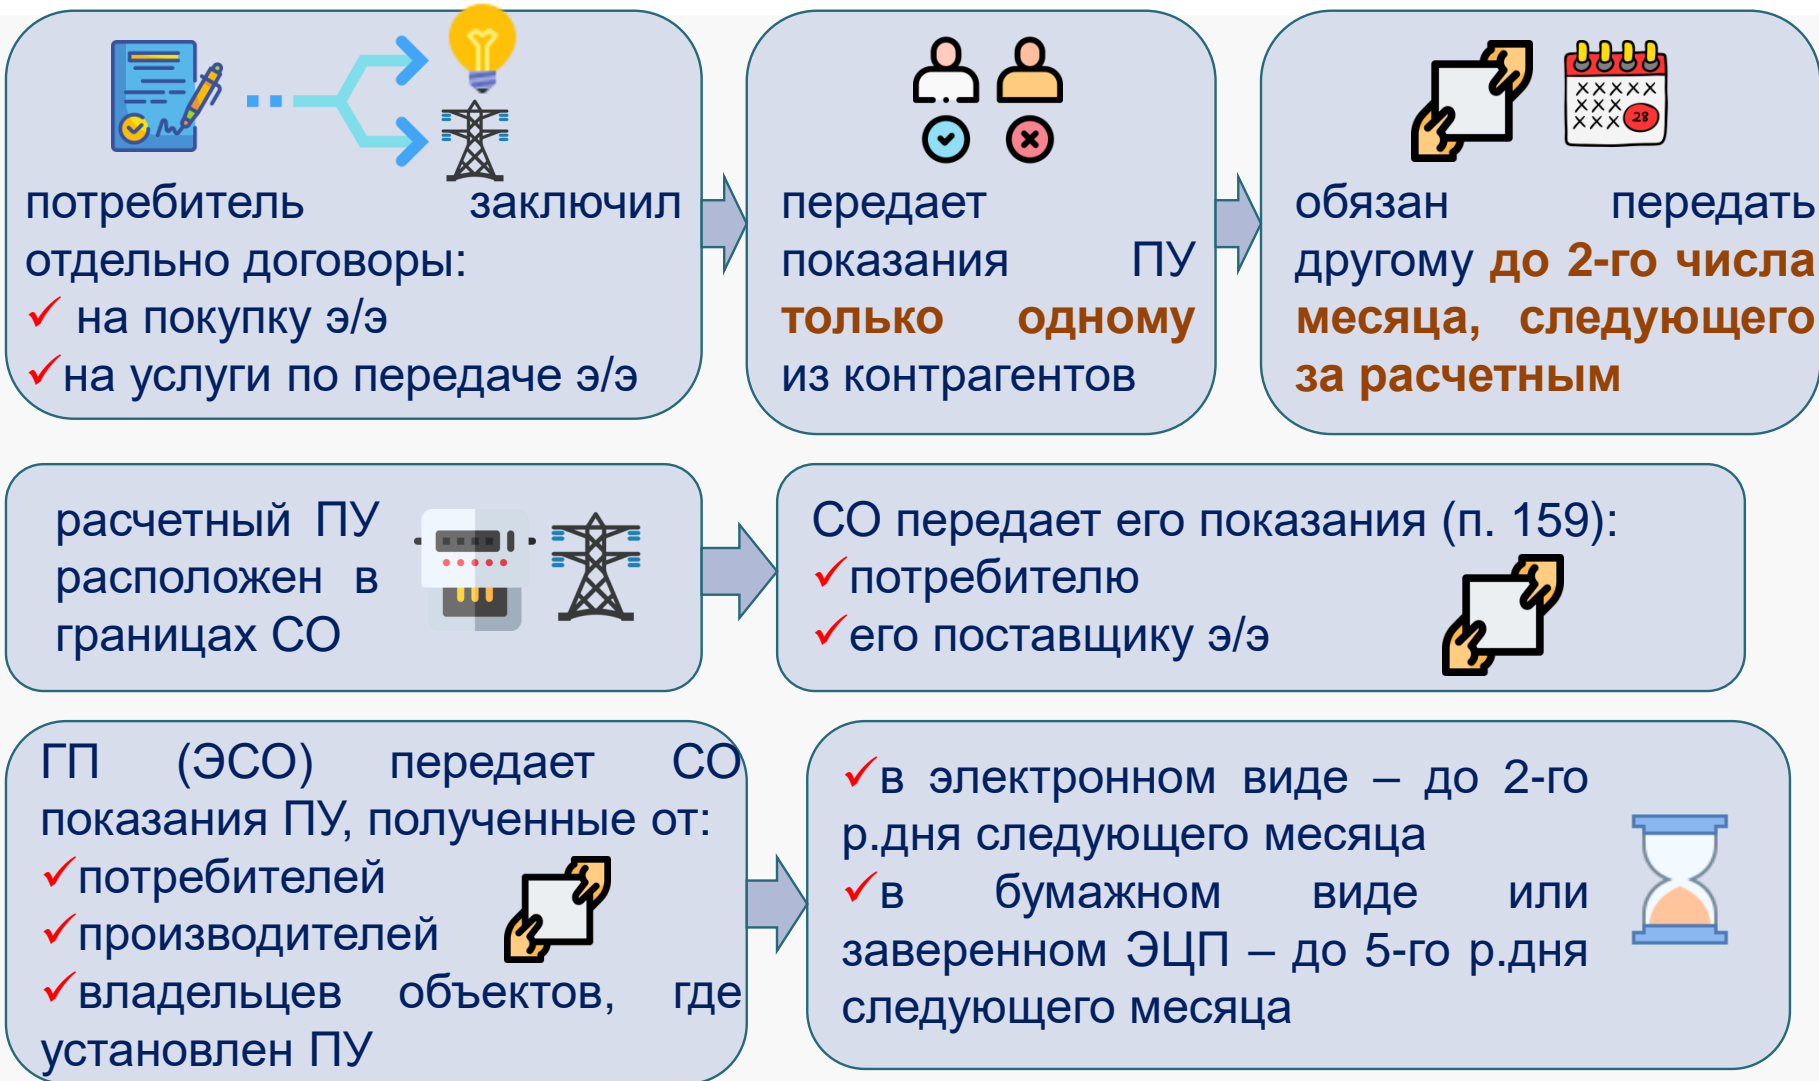 потребитель заключил
отдельно договоры:
на покупку э/э
на услуги по передаче э/э
передает
показания ПУ
только одному
из контрагентов
28
обязан передать
другому до 2-го числа
месяца, следующего
за расчетным
расчетный ПУ
расположен в
границах СО
СО передает его показания (п. 159):
потребителю
его поставщику э/э
ГП (ЭСО) передает СО
показания ПУ, полученные от:
потребителей
производителей
владельцев объектов, где
установлен ПУ
в электронном виде – до 2-го
р.дня следующего месяца
в бумажном виде или
заверенном ЭЦП – до 5-го р.дня
следующего месяца